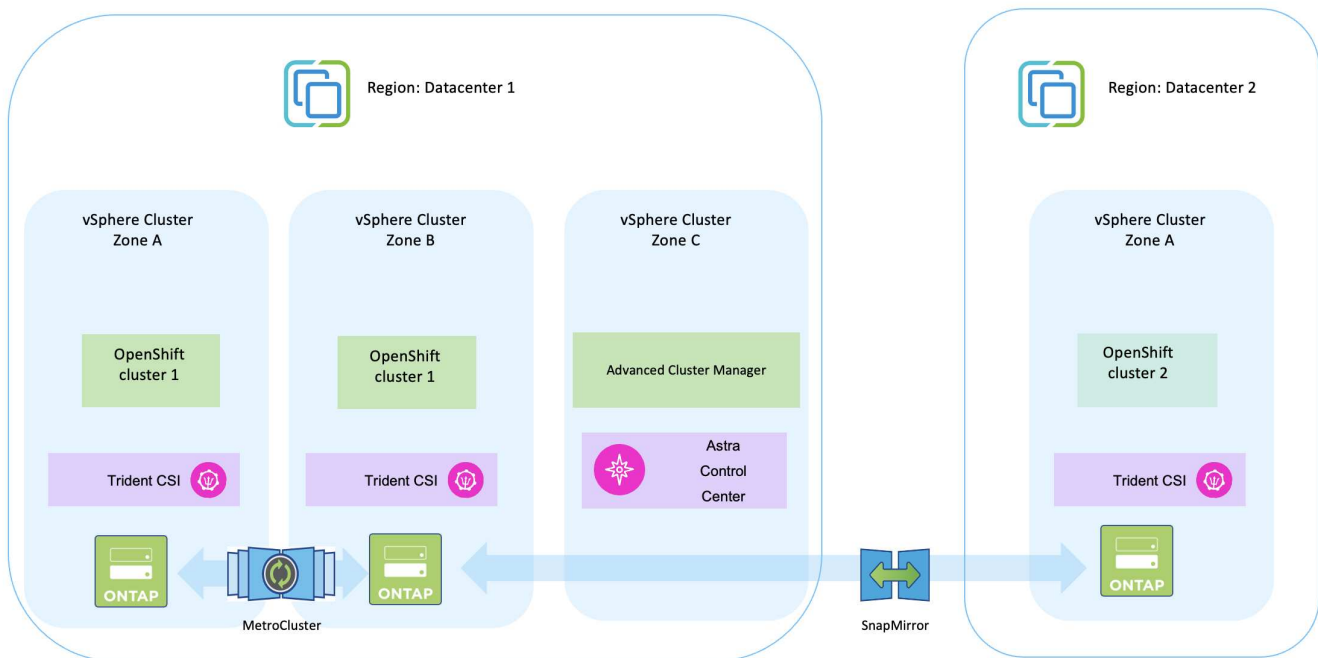 Region: Datacenter 1
Region: Datacenter 2
vSphere Cluster
Zone A
vSphere Cluster
Zone B
vSphere Cluster
Zone C
vSphere Cluster
Zone A
OpenShift
cluster 1
OpenShift
cluster 1
Advanced Cluster Manager
OpenShift
cluster 2
Trident CSI
Trident CSI
Astra
Control
Center
Trident CSI
ONTAP
MetroCluster
ONTAP
SnapMirror
ONTAP